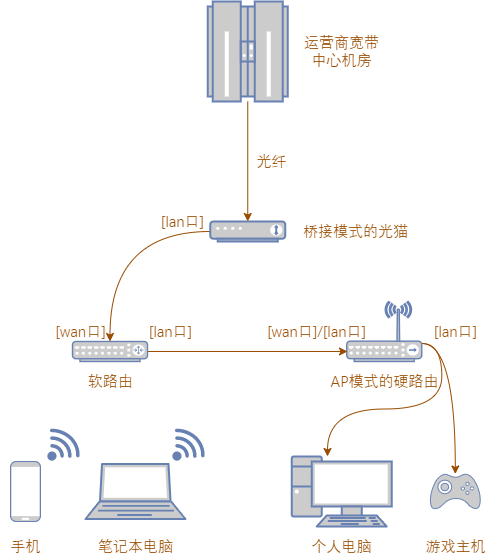 运营商宽带
中心机房
光纤
[lan口]
桥接模式的光猫
[wan口]
[lan口]
[wan口]/[lan口]
[lan口]
软路由
AP模式的硬路由
手机
笔记本电脑
个人电脑
游戏主机